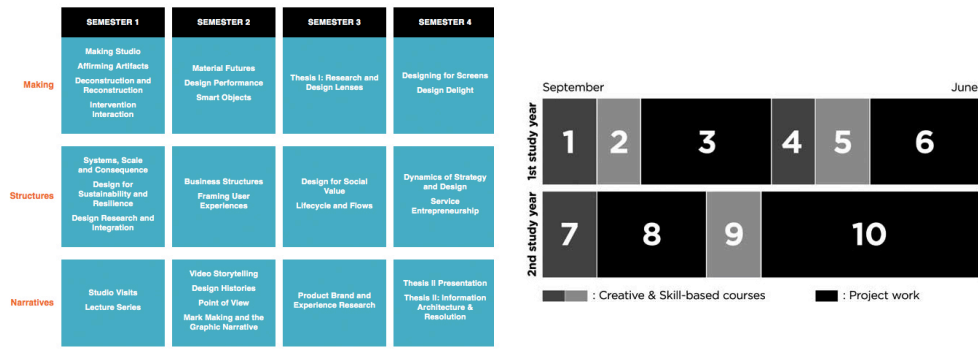 SEMESTER 1
SEMESTER 2
SEMESTER 3
SEMESTER 4
Making
Making Studio
Affirming Artifacts
Deconstruction and
Reconstruction
Intervention
Interaction
Material Futures
Design Performance
Smart Objects
Thesis I: Research and
Design Lenses
Designing for Screens
Design Delight
Structures
Systems, Scale
and Consequence
Design for
Sustainability and
Resilience
Design Research and
Integration
Business Structures
Framing User
Experiences
Design for Social
Value
Lifecycle and Flows
Dynamics of Strategy
and Design
Service
Entrepreneurship
Narratives
Studio Visits
Lecture Series
Video Storytelling
Design Histories
Point of View
Mark Making and the
Graphic Narrative
Product Brand and
Experience Research
Thesis II Presentation
Thesis II: Information
Architecture &
Resolution
September
June
1st study year
1
2
3
4
5
6
2nd study year
7
8
9
10
: Creative & Skill-based courses
: Project work